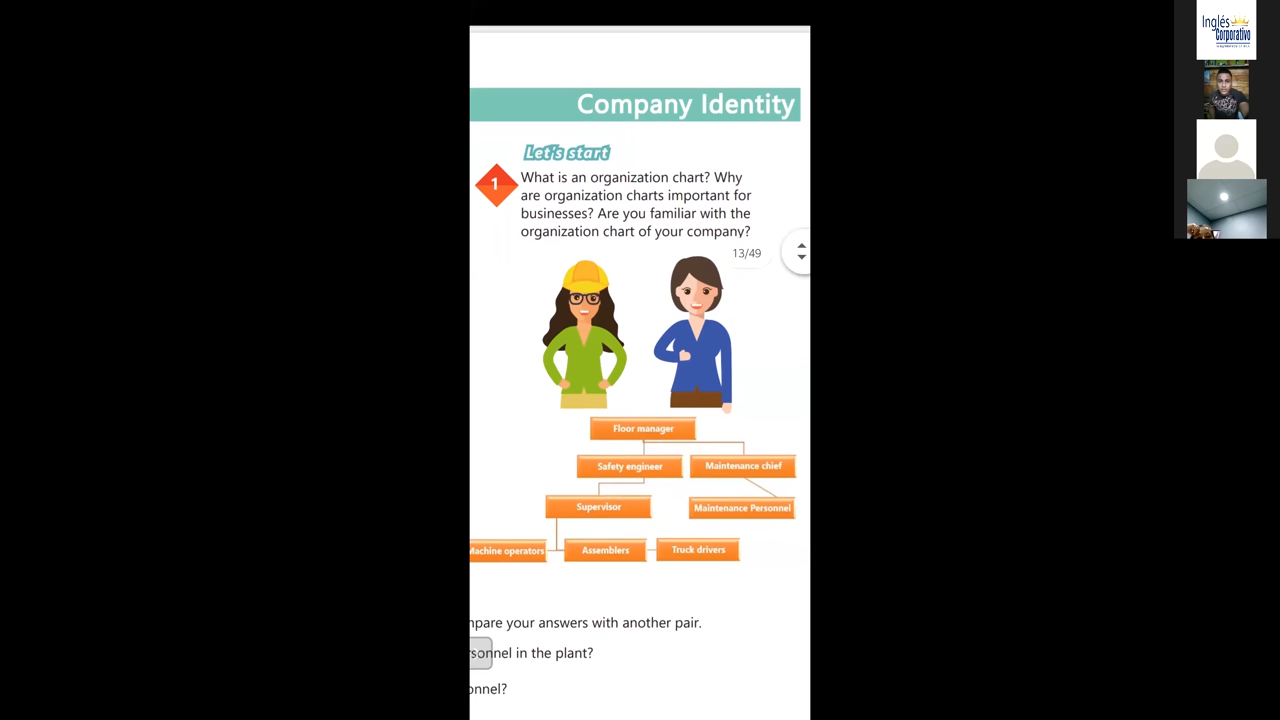 Company Identity
Let's start
1
What is an organization chart? Why
are organization charts important for
businesses? Are you familiar with the
organization chart of your company?
13/49
Floor manager
Safety engineer
Maintenance chief
Supervisor
Maintenance Personnel
Machine operators
Assemblers
Truck drivers
mpare your answers with another pair.
rsonnel in the plant?
onnel?
Inglés
Corporativo